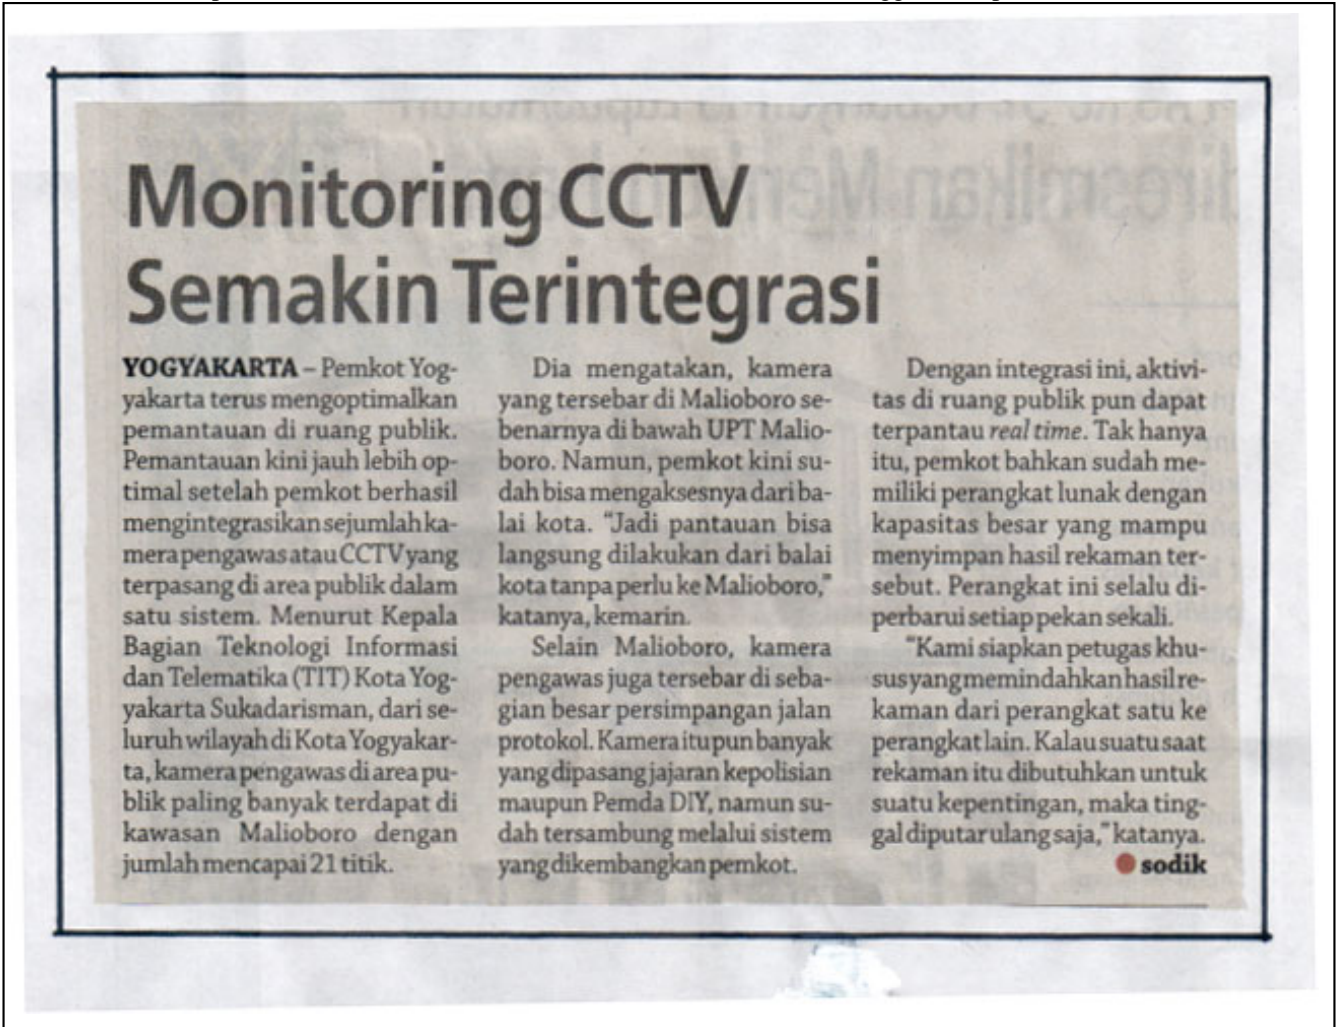 Monitoring CCTV
Semakin Terintegrasi
YOGYAKARTA – Pemkot Yog-
yakarta terus mengoptimalkan
pemantauan di ruang publik.
Pemantauan kini jauh lebih op-
timal setelah pemkot berhasil
mengintegrasikan sejumlah ka-
mera pengawas atau CCTV yang
terpasang di area publik dalam
satu sistem. Menurut Kepala
Bagian Teknologi Informasi
dan Telematika (TIT) Kota Yog-
yakarta Sukadarisman, dari se-
luruh wilayah di Kota Yogyakar-
ta, kamera pengawas di area pu-
blik paling banyak terdapat di
kawasan Malioboro dengan
jumlah mencapai 21 titik.
Dia mengatakan, kamera
yang tersebar di Malioboro se-
benarnya di bawah UPT Malio-
boro. Namun, pemkot kini su-
dah bisa mengaksesnya dari ba-
lai kota. “Jadi pantauan bisa
langsung dilakukan dari balai
kota tanpa perlu ke Malioboro,”
katanya, kemarin.
Selain Malioboro, kamera
pengawas juga tersebar di seba-
gian besar persimpangan jalan
protokol. Kamera itu pun banyak
yang dipasang jajaran kepolisian
maupun Pemda DIY, namun su-
dah tersambung melalui sistem
yang dikembangkan pemkot.
Dengan integrasi ini, aktivi-
tas di ruang publik pun dapat
terpantau real time. Tak hanya
itu, pemkot bahkan sudah me-
miliki perangkat lunak dengan
kapasitas besar yang mampu
menyimpan hasil rekaman ter-
sebut. Perangkat ini selalu di-
perbarui setiap pekan sekali.
“Kami siapkan petugas khu-
sus yang memindahkan hasil re-
kaman dari perangkat satu ke
perangkat lain. Kalau suatu saat
rekaman itu dibutuhkan untuk
suatu kepentingan, maka ting-
gal diputar ulang saja,” katanya.
● sodik